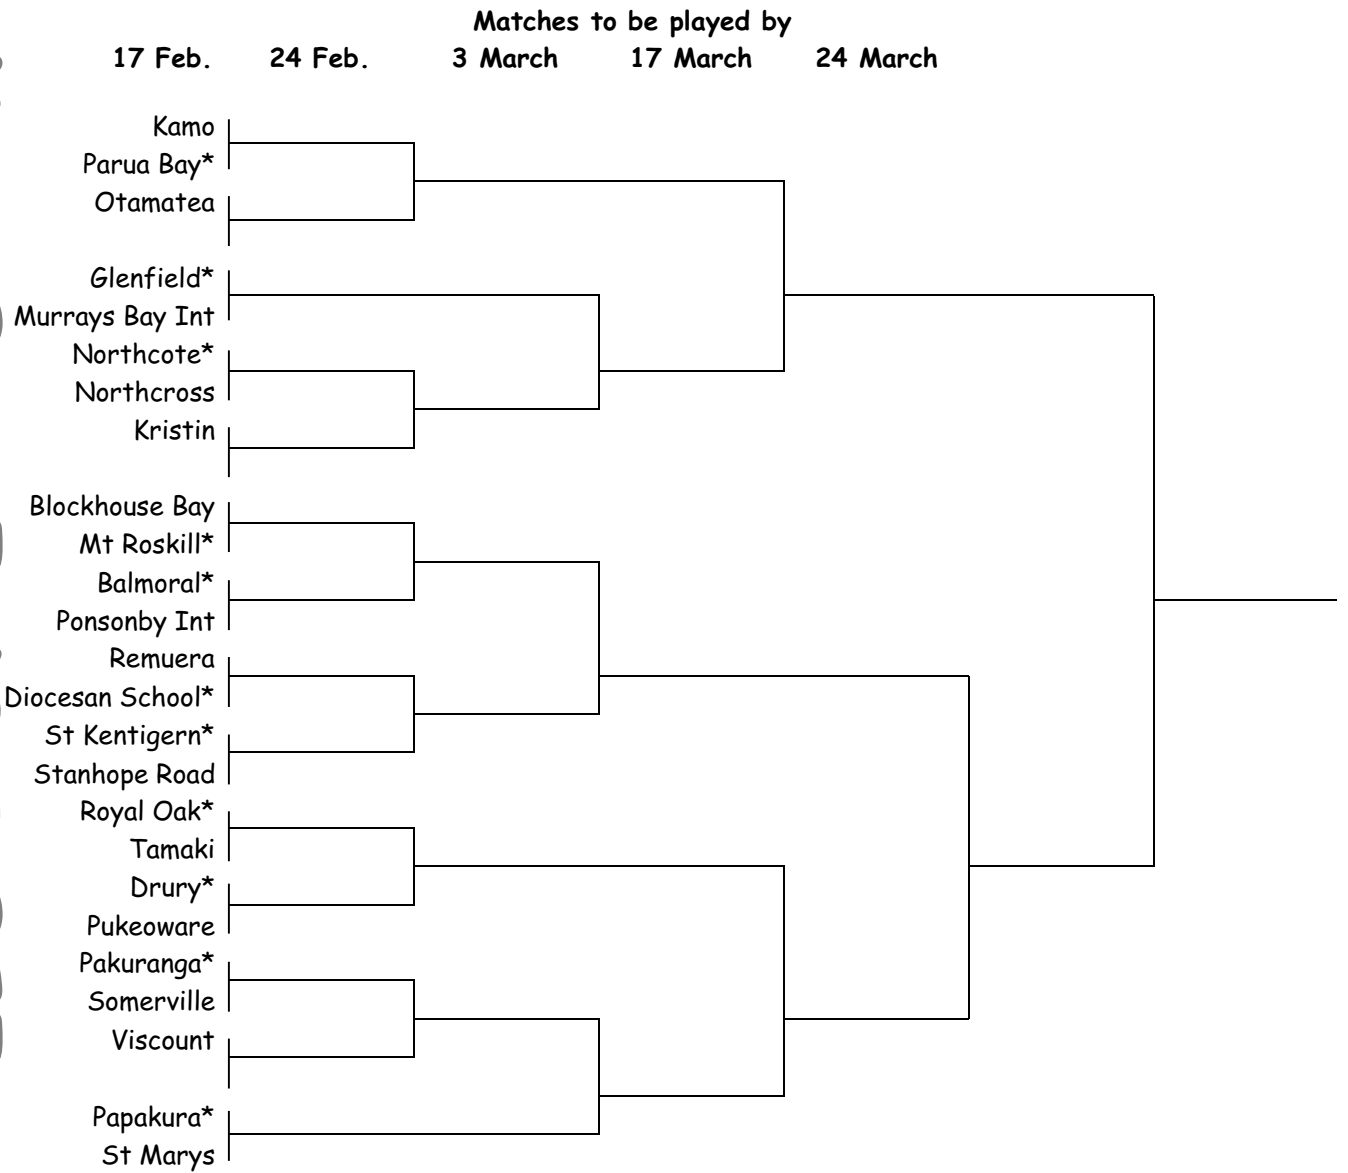 Matches to be played by
17 Feb. 24 Feb. 3 March 17 March 24 March
Kamo
Parua Bay*
Otamatea
Glenfield*
Murrays Bay Int
Northcote*
Northcross
Kristin
Blockhouse Bay
Mt Roskill*
Balmoral*
Ponsonby Int
Remuera
Diocesan School*
St Kentigern*
Stanhope Road
Royal Oak*
Tamaki
Drury*
Pukeoware
Pakuranga*
Somerville
Viscount
Papakura*
St Marys